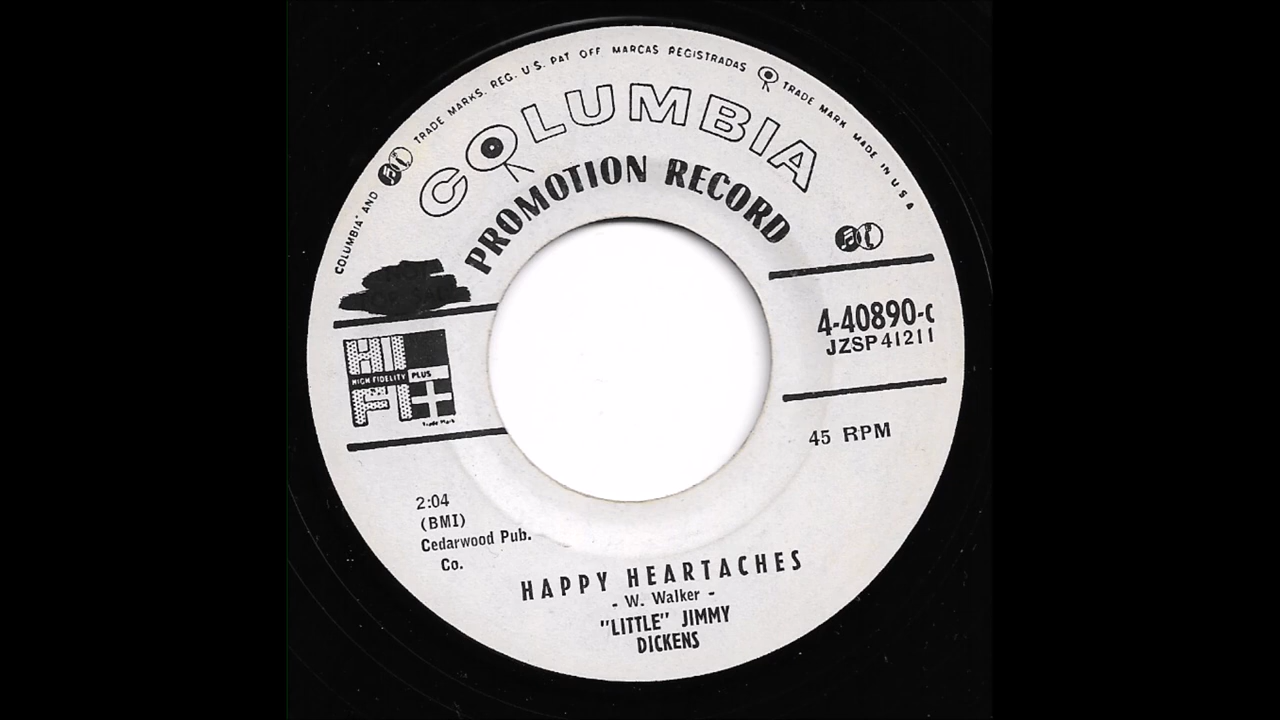 COLUMBIA" AND TRADE MARKS. REG. U.S. PAT OFF MARCAS REGISTRADAS TRADE MARK MADE IN U.S.A
COLUMBIA
PROMOTION RECORD
4-40890-c
JZSP41211
HI
HIGH FIDELITY PLUS
FI
Trade Mark
45 RPM
2:04
(BMI)
Cedarwood Pub.
Co.
HAPPY HEARTACHES
- W. Walker -
"LITTLE" JIMMY
DICKENS